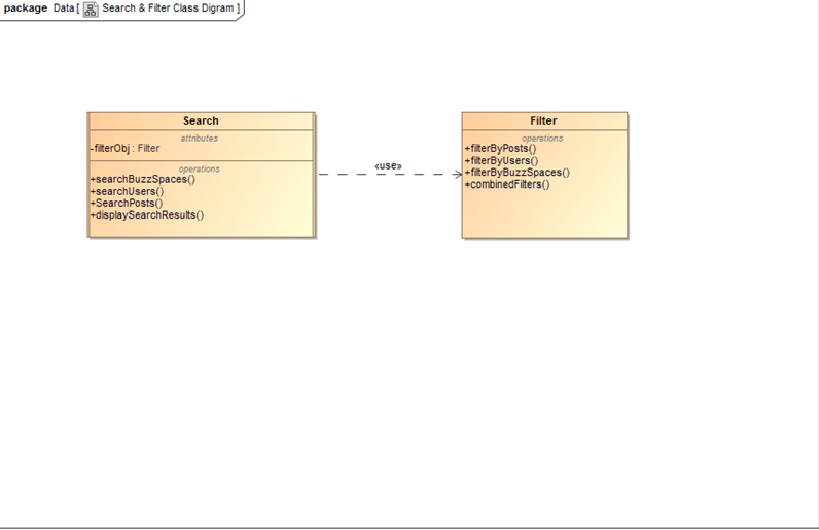 package Data [ Search & Filter Class Digram ]
Search
attributes
-filterObj : Filter
operations
+searchBuzzSpaces()
+searchUsers()
+SearchPosts()
+displaySearchResults()
«use»
Filter
operations
+filterByPosts()
+filterByUsers()
+filterByBuzzSpaces()
+combinedFilters()